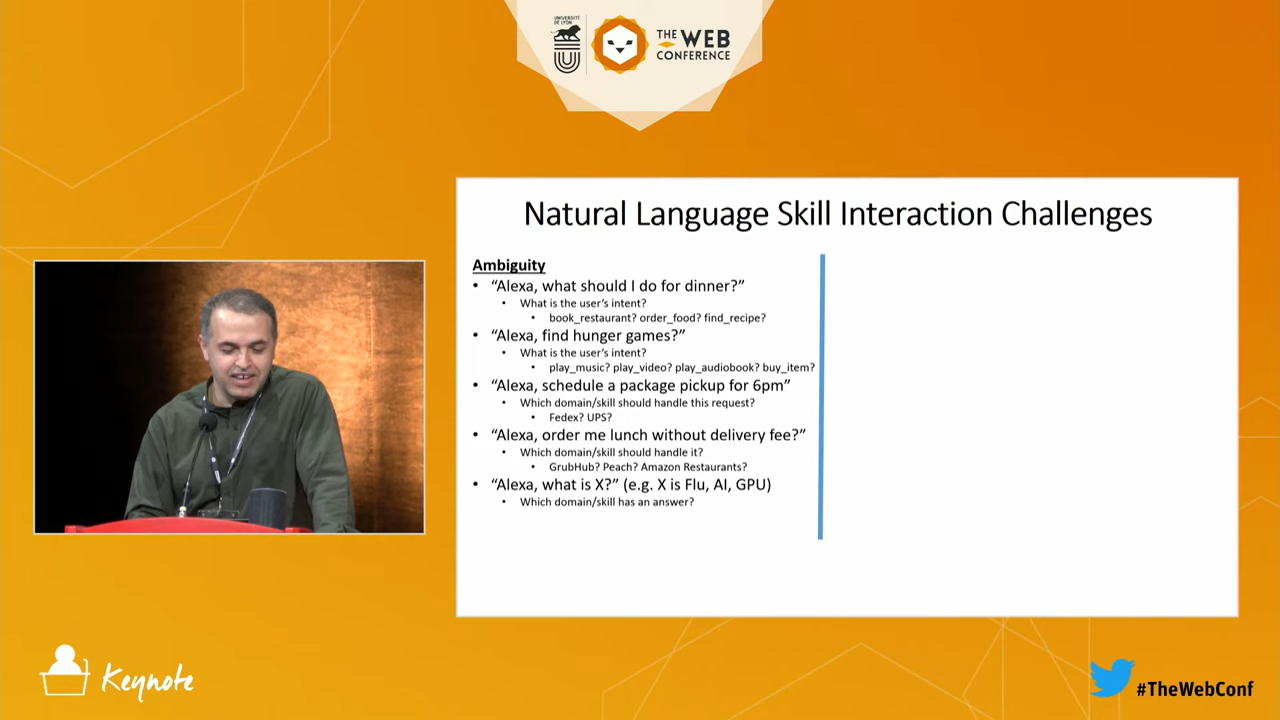 UNIVERSITÉ
DE LYON
THE WEB
CONFERENCE
Natural Language Skill Interaction Challenges
Ambiguity
• “Alexa, what should I do for dinner?”
• What is the user’s intent?
• book_restaurant? order_food? find_recipe?
• “Alexa, find hunger games?”
• What is the user’s intent?
• play_music? play_video? play_audiobook? buy_item?
• “Alexa, schedule a package pickup for 6pm”
• Which domain/skill should handle this request?
• Fedex? UPS?
• “Alexa, order me lunch without delivery fee?”
• Which domain/skill should handle it?
• GrubHub? Peach? Amazon Restaurants?
• “Alexa, what is X?” (e.g. X is Flu, AI, GPU)
• Which domain/skill has an answer?
Keynote
#TheWebConf